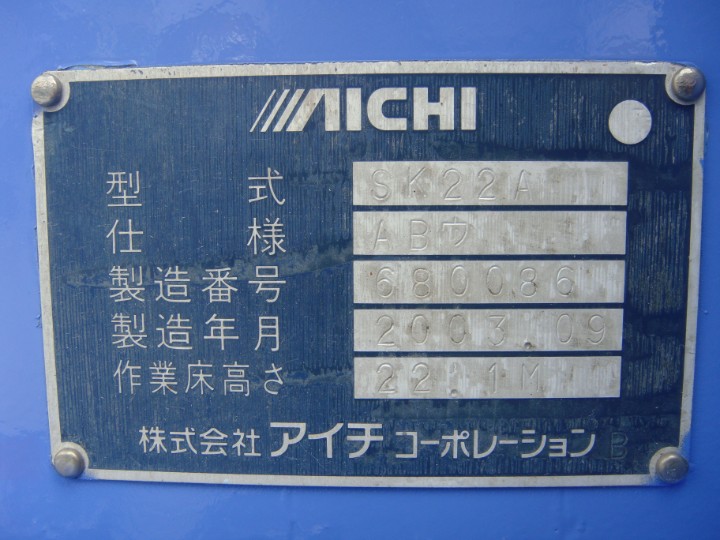 AICHI
型式 SK22A
仕様 ABウ
製造番号 680086
製造年月 2003.09
作業床高さ 22.1M
株式会社 アイチ コーポレーション B